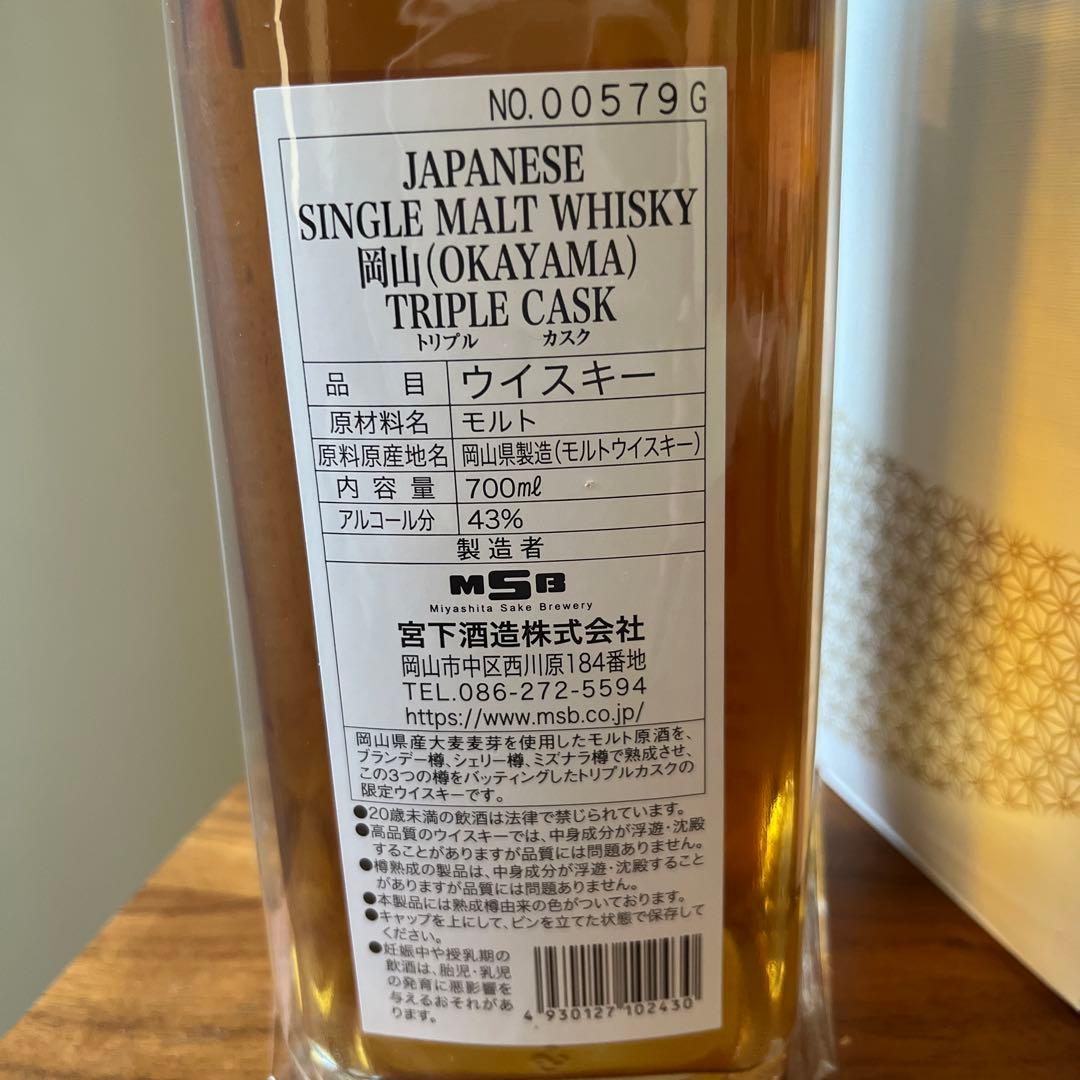 NO.00579G
JAPANESE
SINGLE MALT WHISKY
岡山(OKAYAMA)
TRIPLE CASK
トリプル カスク
品目 ウイスキー
原材料名 モルト
原料原産地名 岡山県製造(モルトウイスキー)
内容量 700㎖
アルコール分 43%
製造者
MSB
Miyashita Sake Brewery
宮下酒造株式会社
岡山市中区西川原184番地
TEL.086-272-5594
https://www.msb.co.jp/
岡山県産大麦麦芽を使用したモルト原酒を、
ブランデー樽、シェリー樽、ミズナラ樽で熟成させ、
この3つの樽をバッティングしたトリプルカスクの
限定ウイスキーです。
●20歳未満の飲酒は法律で禁じられています。
●高品質のウイスキーでは、中身成分が浮遊・沈殿
することがありますが品質には問題ありません。
●樽熟成の製品は、中身成分が浮遊・沈殿すること
がありますが品質には問題ありません。
●本製品には熟成樽由来の色がついております。
●キャップを上にして、ビンを立てた状態で保存して
ください。
●妊娠中や授乳期の
飲酒は、胎児・乳児
の発育に悪影響を
与えるおそれがあ
ります。
4 930127 102430